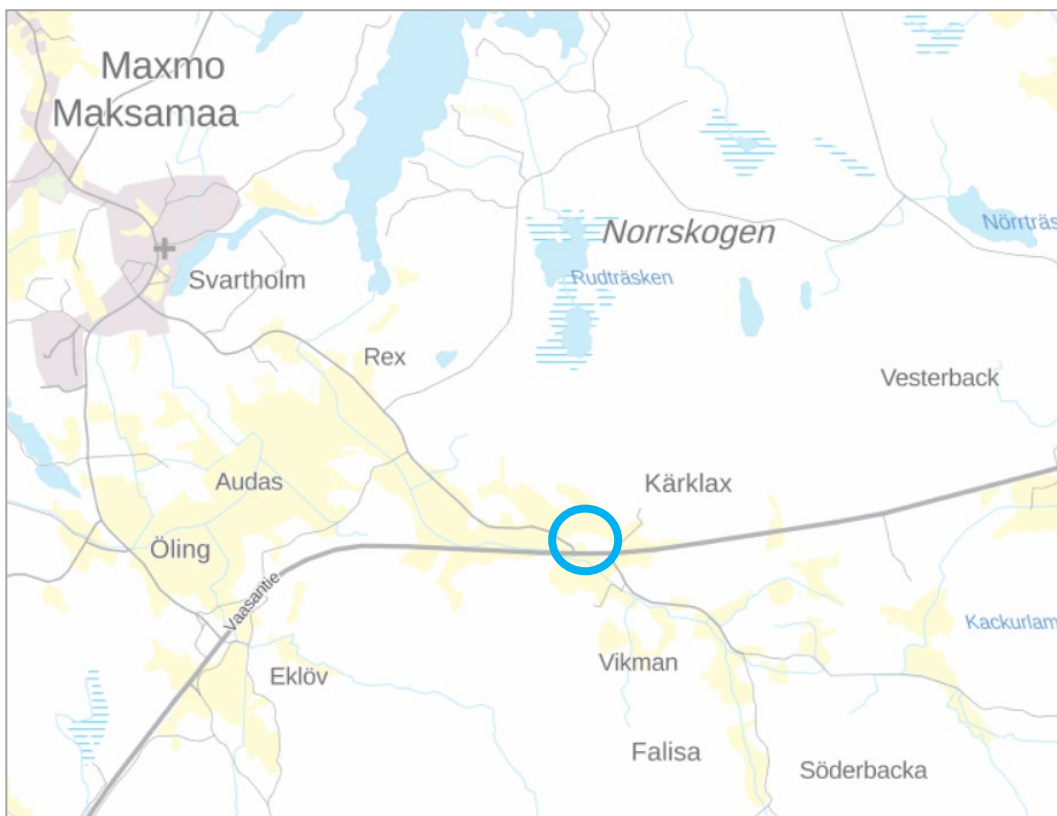 Maxmo
Maksamaa
Nörrträs
Norrskogen
Rudträsken
Svartholm
Rex
Vesterback
Audas
Kärklax
Öling
Vaasantie
Kackurlam
Vikman
Eklöv
Falisa
Söderbacka